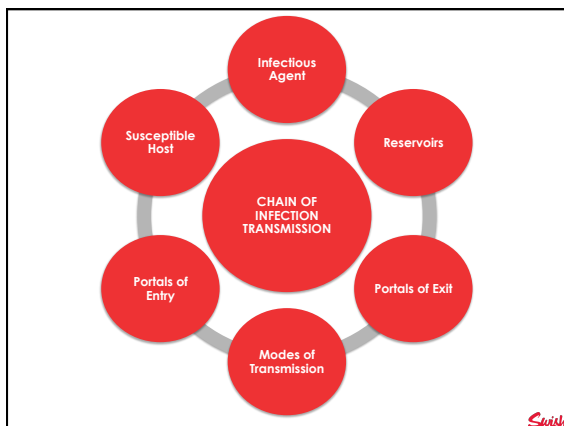 Infectious
Agent
Reservoirs
Portals of Exit
Modes of
Transmission
Portals of
Entry
Susceptible
Host
CHAIN OF
INFECTION
TRANSMISSION